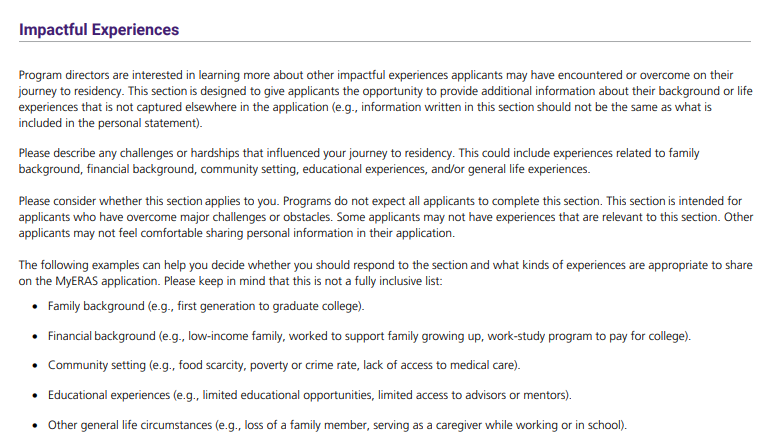 Impactful Experiences
Program directors are interested in learning more about other impactful experiences applicants may have encountered or overcome on their
journey to residency. This section is designed to give applicants the opportunity to provide additional information about their background or life
experiences that is not captured elsewhere in the application (e.g., information written in this section should not be the same as what is
included in the personal statement).
Please describe any challenges or hardships that influenced your journey to residency. This could include experiences related to family
background, financial background, community setting, educational experiences, and/or general life experiences.
Please consider whether this section applies to you. Programs do not expect all applicants to complete this section. This section is intended for
applicants who have overcome major challenges or obstacles. Some applicants may not have experiences that are relevant to this section. Other
applicants may not feel comfortable sharing personal information in their application.
The following examples can help you decide whether you should respond to the section and what kinds of experiences are appropriate to share
on the MyERAS application. Please keep in mind that this is not a fully inclusive list:
• Family background (e.g., first generation to graduate college).
• Financial background (e.g., low-income family, worked to support family growing up, work-study program to pay for college).
• Community setting (e.g., food scarcity, poverty or crime rate, lack of access to medical care).
• Educational experiences (e.g., limited educational opportunities, limited access to advisors or mentors).
• Other general life circumstances (e.g., loss of a family member, serving as a caregiver while working or in school).